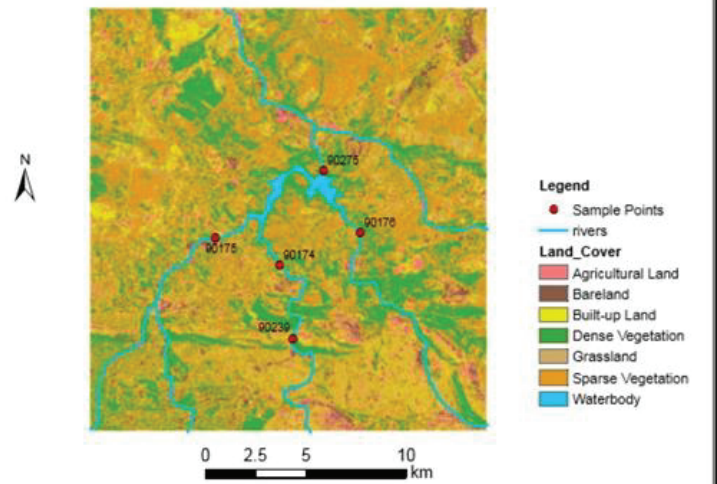 N
90275
90176
90175
90174
90239
Legend
Sample Points
rivers
Land_Cover
Agricultural Land
Bareland
Built-up Land
Dense Vegetation
Grassland
Sparse Vegetation
Waterbody
0 2.5 5 10
km